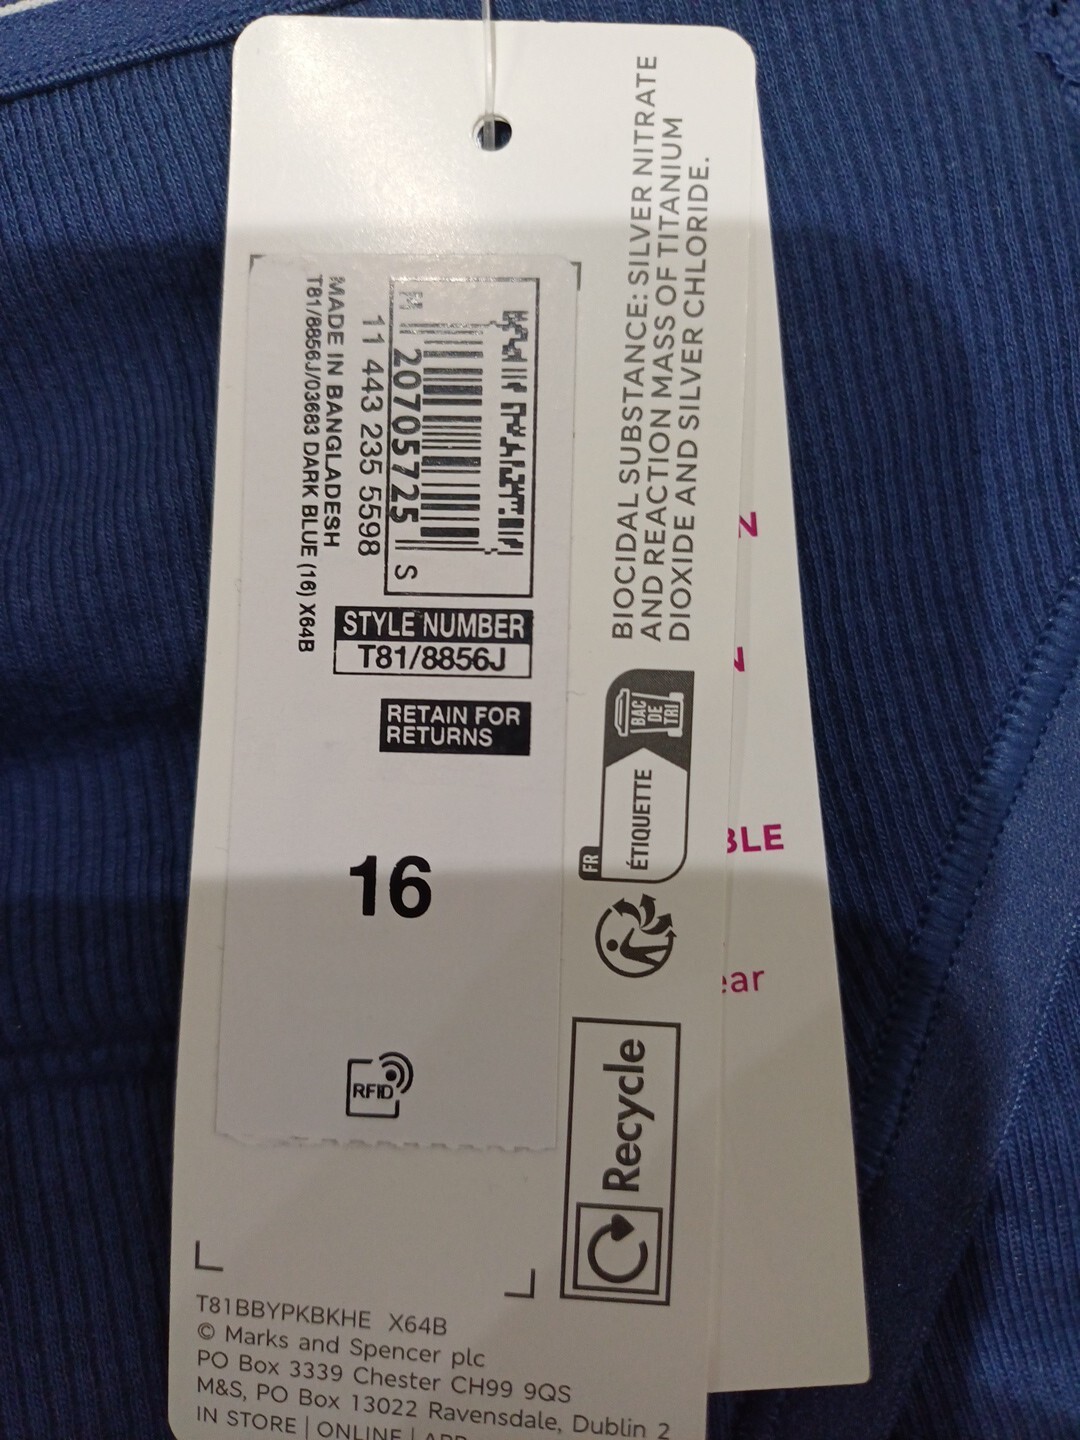 BIOCIDAL SUBSTANCE: SILVER NITRATE
AND REACTION MASS OF TITANIUM
DIOXIDE AND SILVER CHLORIDE.
M
20705725
S
11 443 235 5598
MADE IN BANGLADESH
T81/8856J/03683 DARK BLUE (16) X64B
STYLE NUMBER
T81/8856J
RETAIN FOR
RETURNS
16
RFID
FR
ÉTIQUETTE
BAC
DE
TRI
Recycle
N
N
BLE
ear
T81BBYPKBKHE X64B
© Marks and Spencer plc
PO Box 3339 Chester CH99 9QS
M&S, PO Box 13022 Ravensdale, Dublin 2
IN STORE | ONLINE | APP